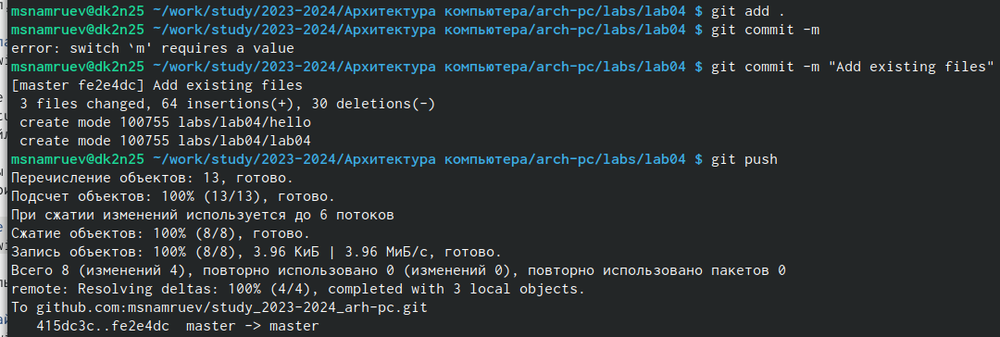 msnamruev@dk2n25 ~/work/study/2023-2024/Архитектура компьютера/arch-pc/labs/lab04 $ git add .
msnamruev@dk2n25 ~/work/study/2023-2024/Архитектура компьютера/arch-pc/labs/lab04 $ git commit -m
error: switch `m' requires a value
msnamruev@dk2n25 ~/work/study/2023-2024/Архитектура компьютера/arch-pc/labs/lab04 $ git commit -m "Add existing files"
[master fe2e4dc] Add existing files
 3 files changed, 64 insertions(+), 30 deletions(-)
 create mode 100755 labs/lab04/hello
 create mode 100755 labs/lab04/lab04
msnamruev@dk2n25 ~/work/study/2023-2024/Архитектура компьютера/arch-pc/labs/lab04 $ git push
Перечисление объектов: 13, готово.
Подсчет объектов: 100% (13/13), готово.
При сжатии изменений используется до 6 потоков
Сжатие объектов: 100% (8/8), готово.
Запись объектов: 100% (8/8), 3.96 КиБ | 3.96 МиБ/с, готово.
Всего 8 (изменений 4), повторно использовано 0 (изменений 0), повторно использовано пакетов 0
remote: Resolving deltas: 100% (4/4), completed with 3 local objects.
To github.com:msnamruev/study_2023-2024_arh-pc.git
   415dc3c..fe2e4dc  master -> master